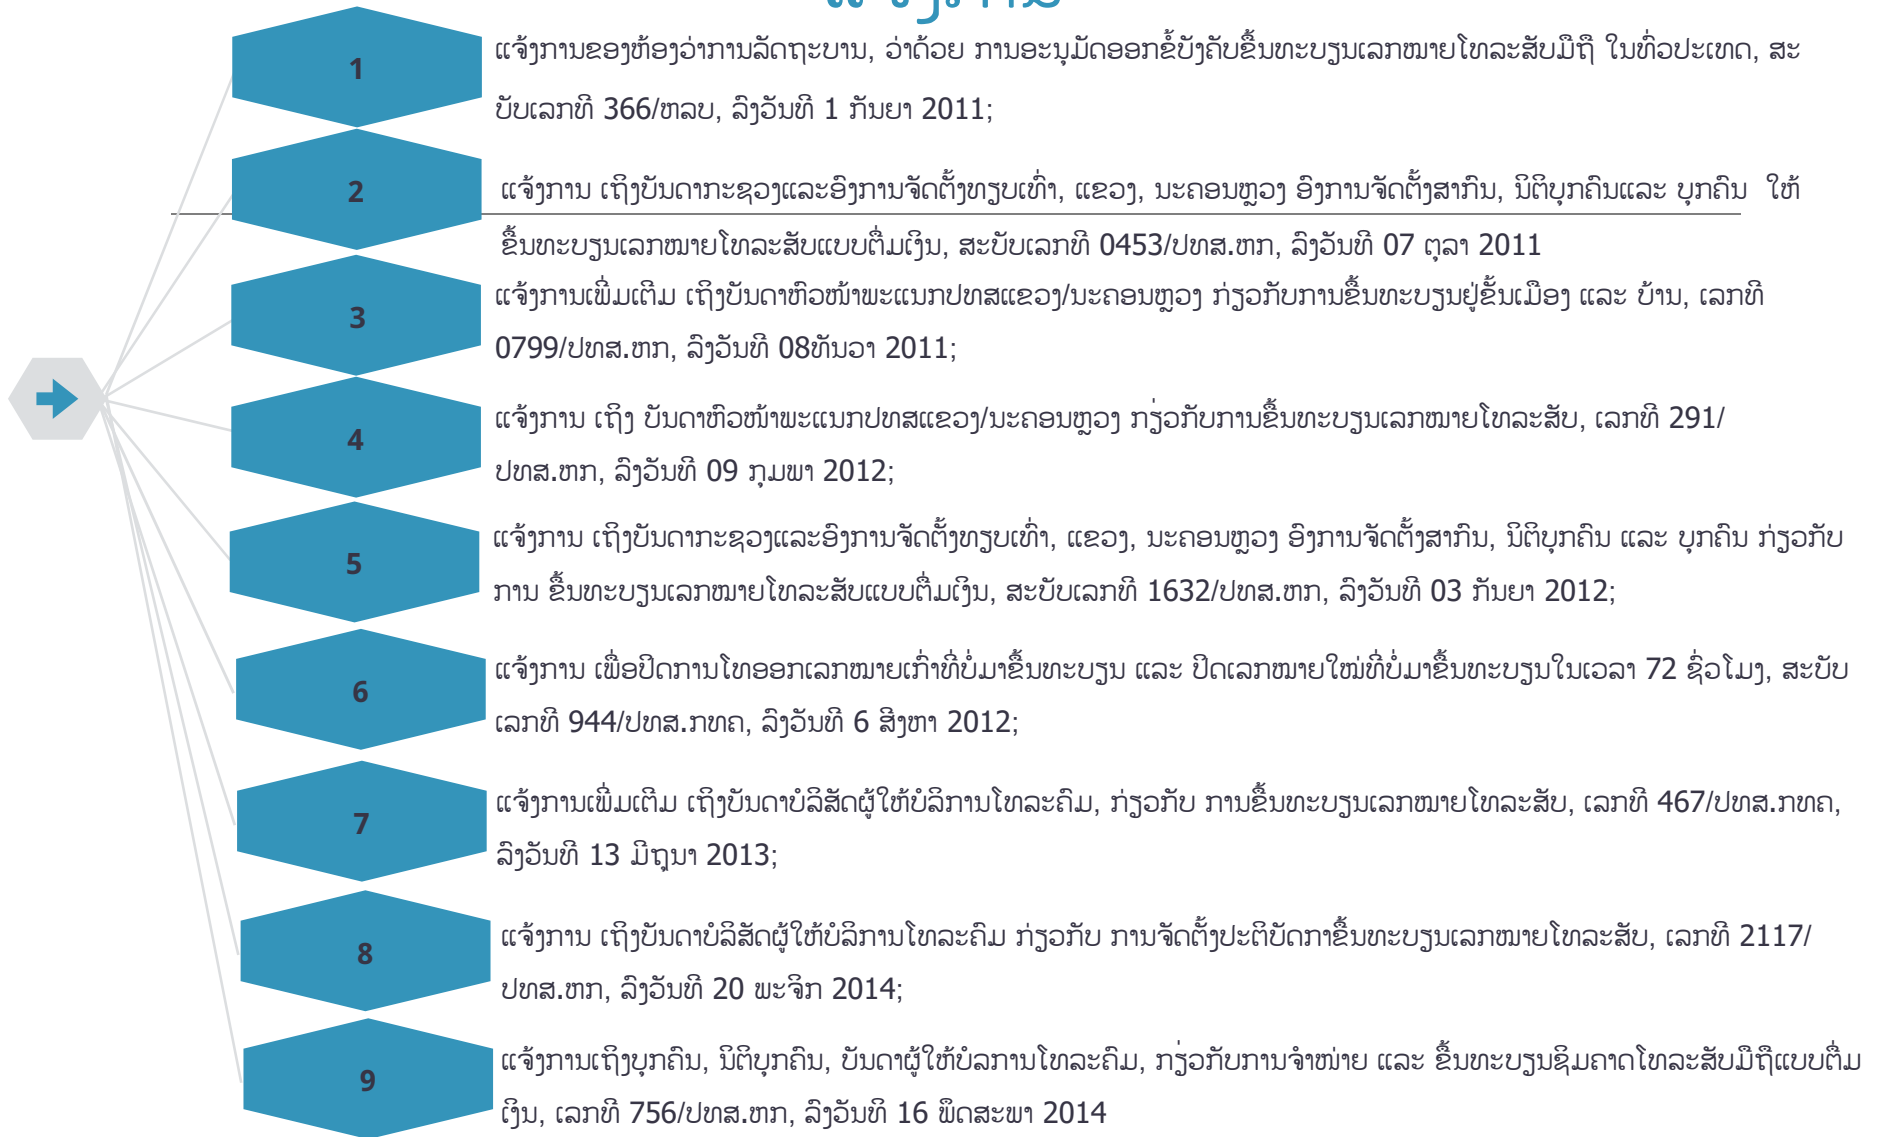 ແຈ້ງການ
1
ແຈ້ງການຂອງຫ້ອງວ່າການລັດຖະບານ, ວ່າດ້ວຍ ການອະນຸມັດອອກຂໍ້ບັງຄັບຂຶ້ນທະບຽນເລກໝາຍໂທລະສັບມືຖື ໃນທົ່ວປະເທດ, ສະ
ບັບເລກທີ 366/ຫລບ, ລົງວັນທີ 1 ກັນຍາ 2011;
2
ແຈ້ງການ ເຖິງບັນດາກະຊວງແລະອົງການຈັດຕັ້ງທຽບເທົ່າ, ແຂວງ, ນະຄອນຫຼວງ ອົງການຈັດຕັ້ງສາກົນ, ນິຕິບຸກຄົນແລະ ບຸກຄົນ ໃຫ້
ຂຶ້ນທະບຽນເລກໝາຍໂທລະສັບແບບຕື່ມເງິນ, ສະບັບເລກທີ 0453/ປທສ.ຫກ, ລົງວັນທີ 07 ຕຸລາ 2011
3
ແຈ້ງການເພີ່ມເຕີມ ເຖິງບັນດາຫົວໜ້າພະແນກປທສແຂວງ/ນະຄອນຫຼວງ ກ່ຽວກັບການຂື້ນທະບຽນຢູ່ຂັ້ນເມືອງ ແລະ ບ້ານ, ເລກທີ
0799/ປທສ.ຫກ, ລົງວັນທີ 08ທັນວາ 2011;
4
ແຈ້ງການ ເຖິງ ບັນດາຫົວໜ້າພະແນກປທສແຂວງ/ນະຄອນຫຼວງ ກຽ່ວກັບການຂື້ນທະບຽນເລກໝາຍໂທລະສັບ, ເລກທີ 291/
ປທສ.ຫກ, ລົງວັນທີ 09 ກຸມພາ 2012;
5
ແຈ້ງການ ເຖິງບັນດາກະຊວງແລະອົງການຈັດຕັ້ງທຽບເທົ່າ, ແຂວງ, ນະຄອນຫຼວງ ອົງການຈັດຕັ້ງສາກົນ, ນິຕິບຸກຄົນ ແລະ ບຸກຄົນ ກ່ຽວກັບ
ການ ຂື້ນທະບຽນເລກໝາຍໂທລະສັບແບບຕື່ມເງິນ, ສະບັບເລກທີ 1632/ປທສ.ຫກ, ລົງວັນທີ 03 ກັນຍາ 2012;
6
ແຈ້ງການ ເພື່ອປິດການໂທອອກເລກໝາຍເກົ່າທີ່ບໍ່ມາຂື້ນທະບຽນ ແລະ ປິດເລກໝາຍໃໝ່ທີ່ບໍ່ມາຂື້ນທະບຽນໃນເວລາ 72 ຊົ່ວໂມງ, ສະບັບ
ເລກທີ 944/ປທສ.ກທຄ, ລົງວັນທີ 6 ສີງຫາ 2012;
7
ແຈ້ງການເພີ່ມເຕີມ ເຖິງບັນດາບໍລິສັດຜູ້ໃຫ້ບໍລິການໂທລະຄົມ, ກ່ຽວກັບ ການຂື້ນທະບຽນເລກໝາຍໂທລະສັບ, ເລກທີ 467/ປທສ.ກທຄ,
ລົງວັນທີ 13 ມີຖຸນາ 2013;
8
ແຈ້ງການ ເຖິງບັນດາບໍລິສັດຜູ້ໃຫ້ບໍລິການໂທລະຄົມ ກ່ຽວກັບ ການຈັດຕັ້ງປະຕິບັດກາຂື້ນທະບຽນເລກໝາຍໂທລະສັບ, ເລກທີ 2117/
ປທສ.ຫກ, ລົງວັນທີ 20 ພະຈິກ 2014;
9
ແຈ້ງການເຖິງບຸກຄົນ, ນິຕິບຸກຄົນ, ບັນດາຜູ້ໃຫ້ບໍລການໂທລະຄົມ, ກຽ່ວກັບການຈໍາໜ່າຍ ແລະ ຂື້ນທະບຽນຊິມຄາດໂທລະສັບມືຖືແບບຕື່ມ
ເງິນ, ເລກທີ 756/ປທສ.ຫກ, ລົງວັນທີ 16 ພຶດສະພາ 2014